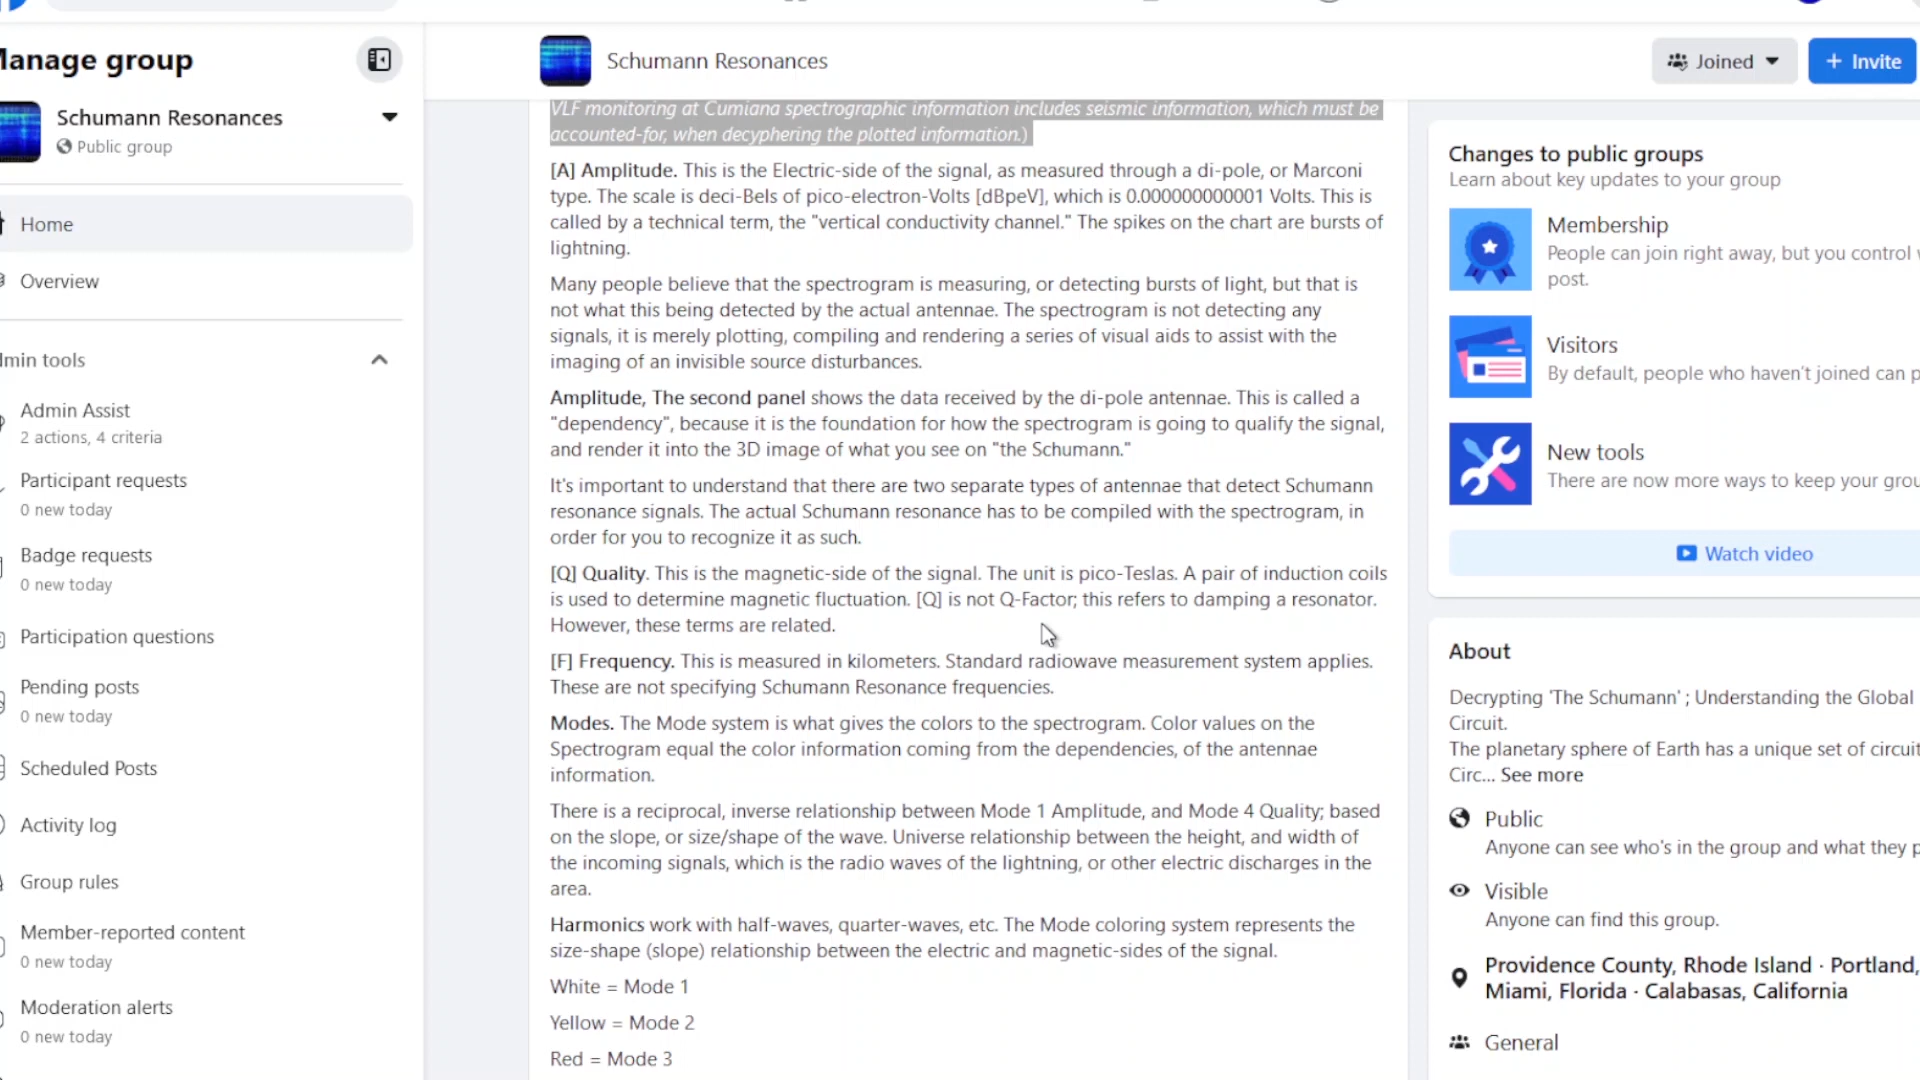 Manage group
Schumann Resonances
Public group
Home
Overview
Admin tools
Admin Assist
2 actions, 4 criteria
Participant requests
0 new today
Badge requests
0 new today
Participation questions
Pending posts
0 new today
Scheduled Posts
Activity log
Group rules
Member-reported content
0 new today
Moderation alerts
0 new today
Schumann Resonances
Joined
+ Invite
VLF monitoring at Cumiana spectrographic information includes seismic information, which must be
accounted-for, when decyphering the plotted information.)
[A] Amplitude. This is the Electric-side of the signal, as measured through a di-pole, or Marconi
type. The scale is deci-Bels of pico-electron-Volts [dBpeV], which is 0.000000000001 Volts. This is
called by a technical term, the "vertical conductivity channel." The spikes on the chart are bursts of
lightning.
Many people believe that the spectrogram is measuring, or detecting bursts of light, but that is
not what this being detected by the actual antennae. The spectrogram is not detecting any
signals, it is merely plotting, compiling and rendering a series of visual aids to assist with the
imaging of an invisible source disturbances.
Amplitude, The second panel shows the data received by the di-pole antennae. This is called a
"dependency", because it is the foundation for how the spectrogram is going to qualify the signal,
and render it into the 3D image of what you see on "the Schumann."
It's important to understand that there are two separate types of antennae that detect Schumann
resonance signals. The actual Schumann resonance has to be compiled with the spectrogram, in
order for you to recognize it as such.
[Q] Quality. This is the magnetic-side of the signal. The unit is pico-Teslas. A pair of induction coils
is used to determine magnetic fluctuation. [Q] is not Q-Factor; this refers to damping a resonator.
However, these terms are related.
[F] Frequency. This is measured in kilometers. Standard radiowave measurement system applies.
These are not specifying Schumann Resonance frequencies.
Modes. The Mode system is what gives the colors to the spectrogram. Color values on the
Spectrogram equal the color information coming from the dependencies, of the antennae
information.
There is a reciprocal, inverse relationship between Mode 1 Amplitude, and Mode 4 Quality; based
on the slope, or size/shape of the wave. Universe relationship between the height, and width of
the incoming signals, which is the radio waves of the lightning, or other electric discharges in the
area.
Harmonics work with half-waves, quarter-waves, etc. The Mode coloring system represents the
size-shape (slope) relationship between the electric and magnetic-sides of the signal.
White = Mode 1
Yellow = Mode 2
Red = Mode 3
Changes to public groups
Learn about key updates to your group
Membership
People can join right away, but you control
post.
Visitors
By default, people who haven't joined can
New tools
There are now more ways to keep your
Watch video
About
Decrypting 'The Schumann' ; Understanding the Global
Circuit.
The planetary sphere of Earth has a unique set of
Circ... See more
Public
Anyone can see who's in the group and what they
Visible
Anyone can find this group.
Providence County, Rhode Island · Portland,
Miami, Florida · Calabasas, California
General